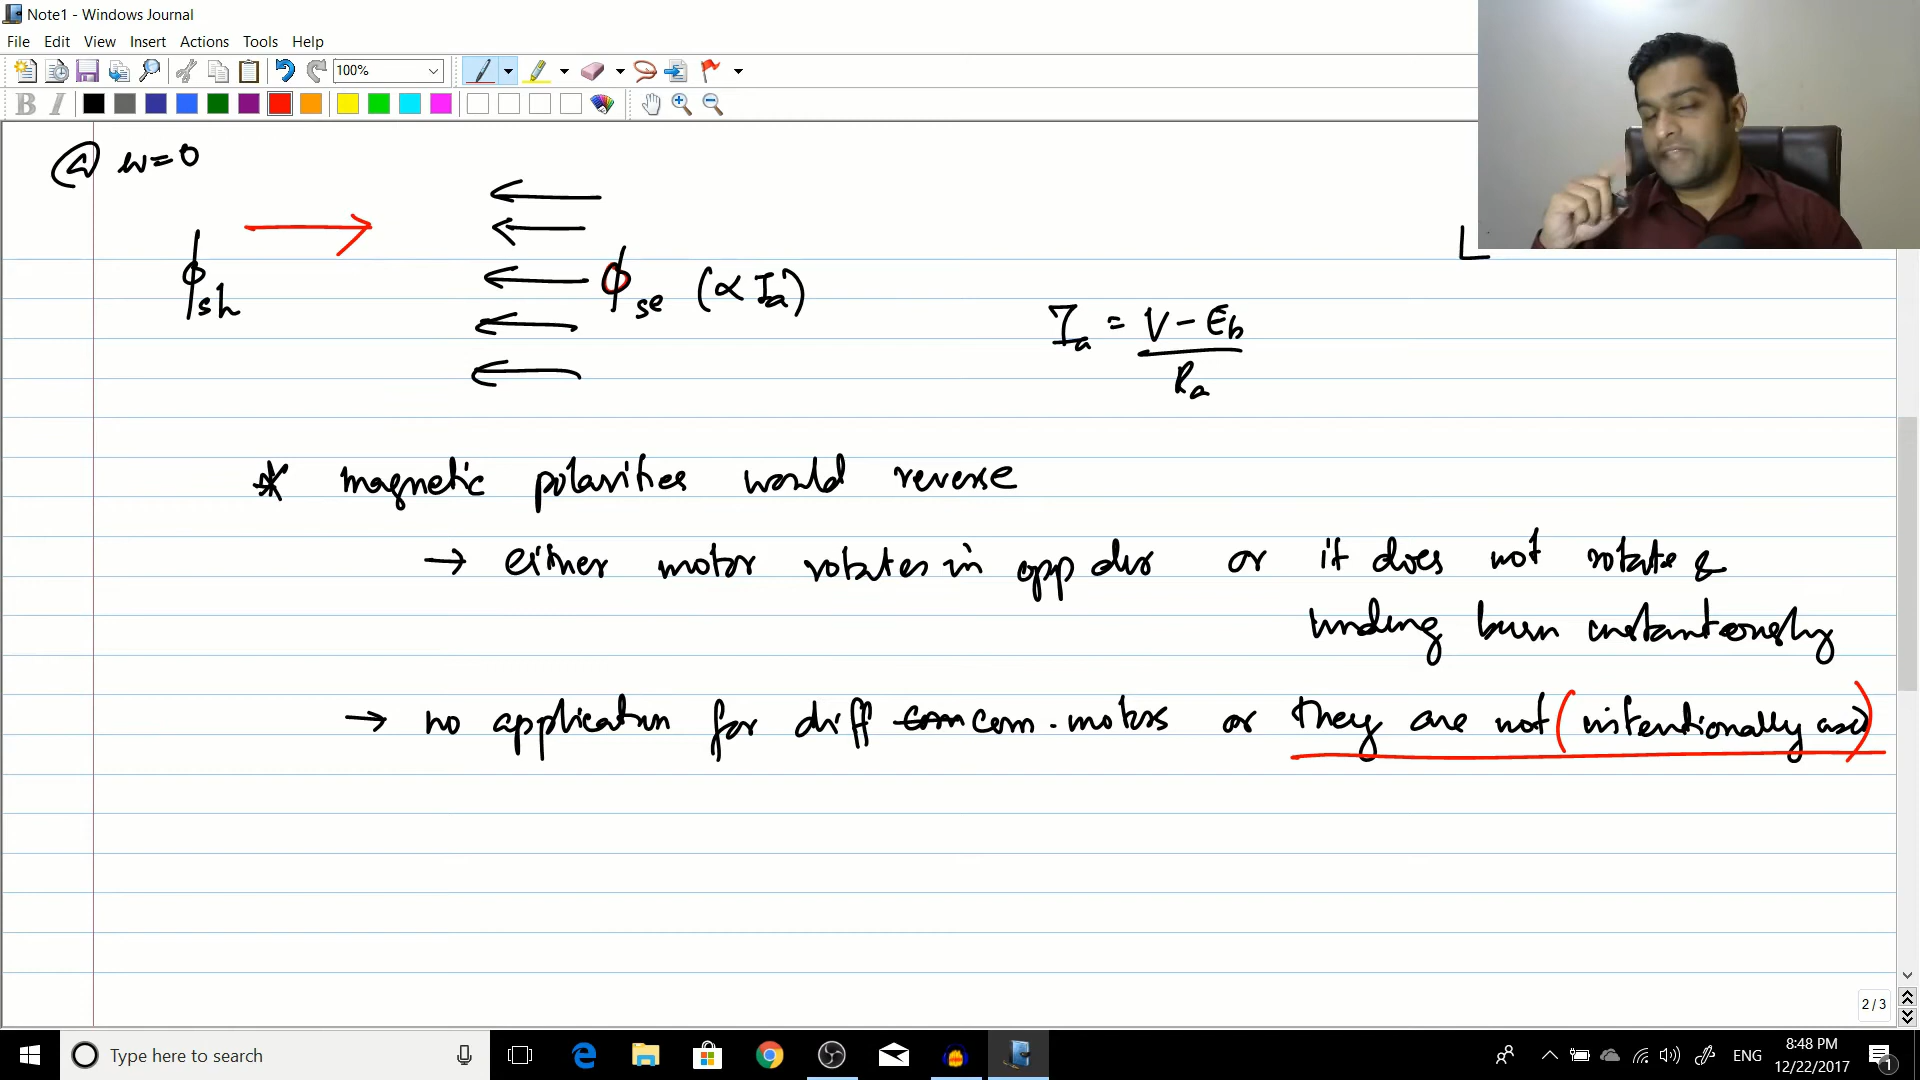 Note1 - Windows Journal
File Edit View Insert Actions Tools Help
100%
B I
@ w=0
ϕsh
ϕse (∝ Ia)
Ia = V - Eb
Ra
* magnetic polarities would reverse
→ either motor rotates in opp dir or it does not rotate &
winding burn instantaneously
→ no application for diff com com. motors or they are not (intentionally used)
2 / 3
Type here to search
ENG
8:48 PM
12/22/2017
1